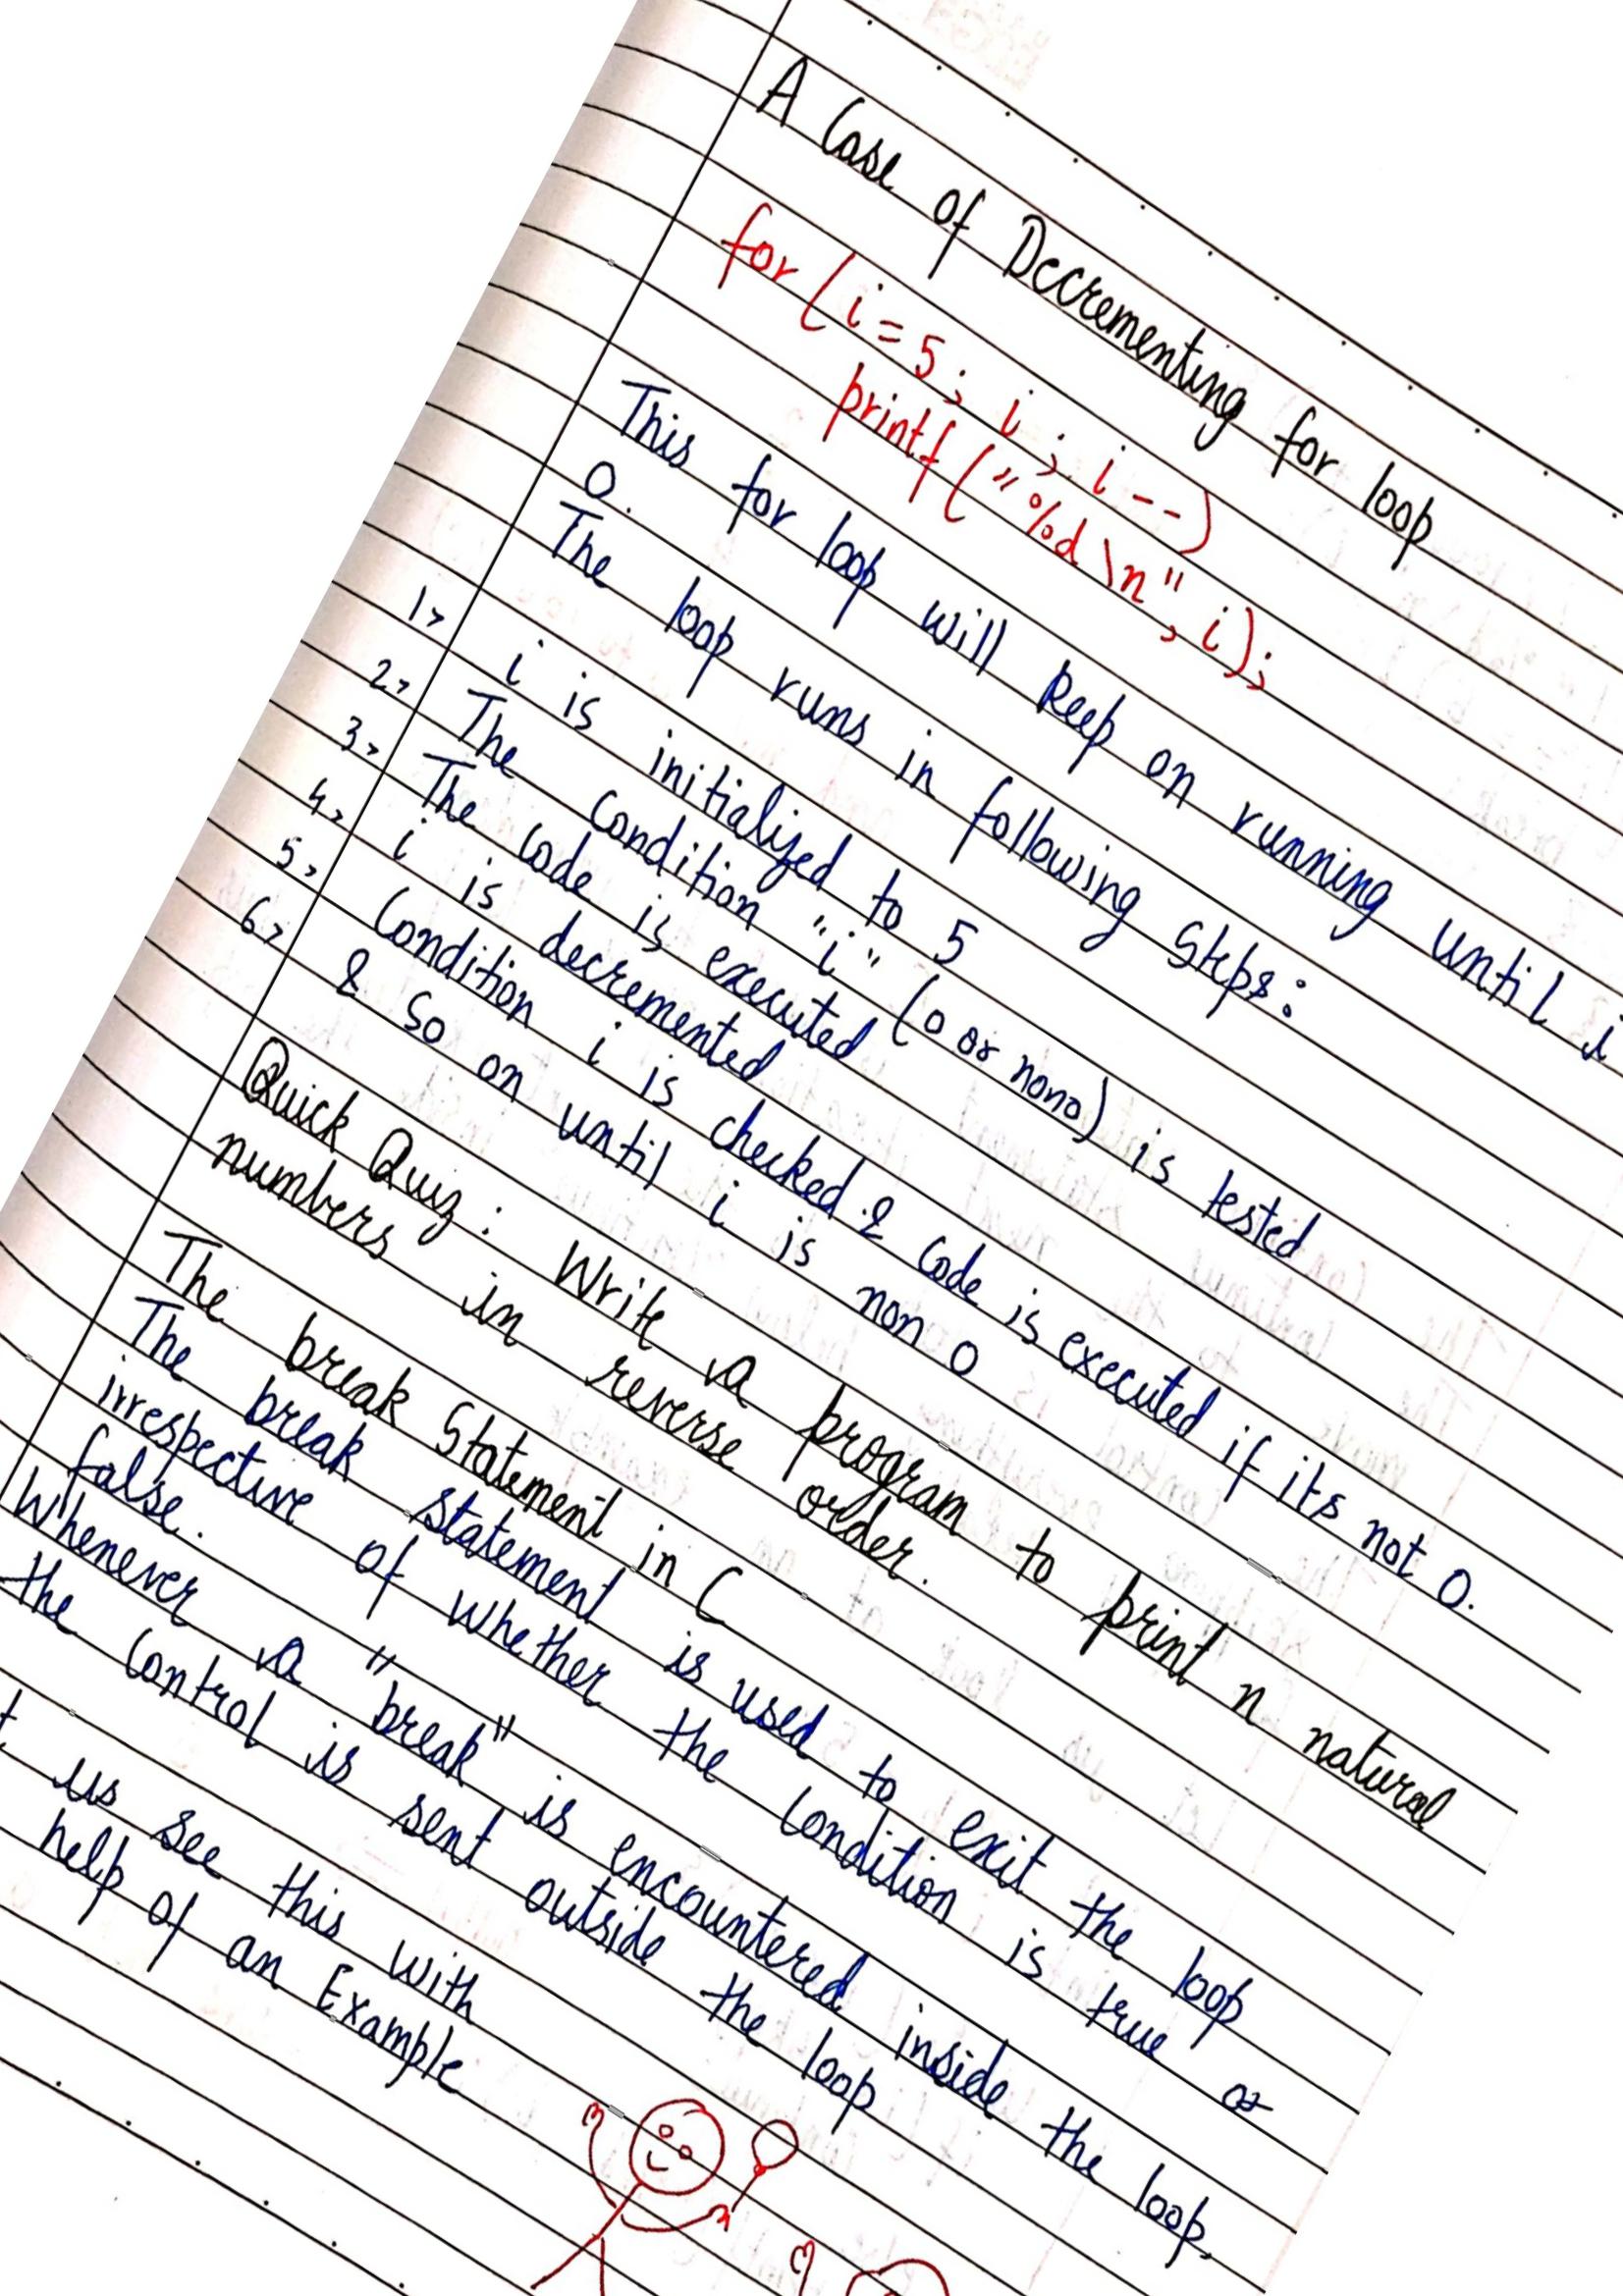 A Case of Decrementing for loop
for (i = 5; i ; i --)
printf ("%d \n", i);
This for loop will keep on running until i
0.
The loop runs in following steps:
1> i is initialized to 5
2> The condition "i" (0 or non0) is tested
3> The code is executed
4> i is decremented
5> Condition i is checked & code is executed if its not 0.
6> & so on until i is non 0
Quick Quiz : Write a program to print n natural
numbers in reverse order.
The break Statement in C
The break statement is used to exit the loop
irrespective of whether the condition is true or
false.
Whenever a "break" is encountered inside the loop,
the control is sent outside the loop
us see this with
help of an Example